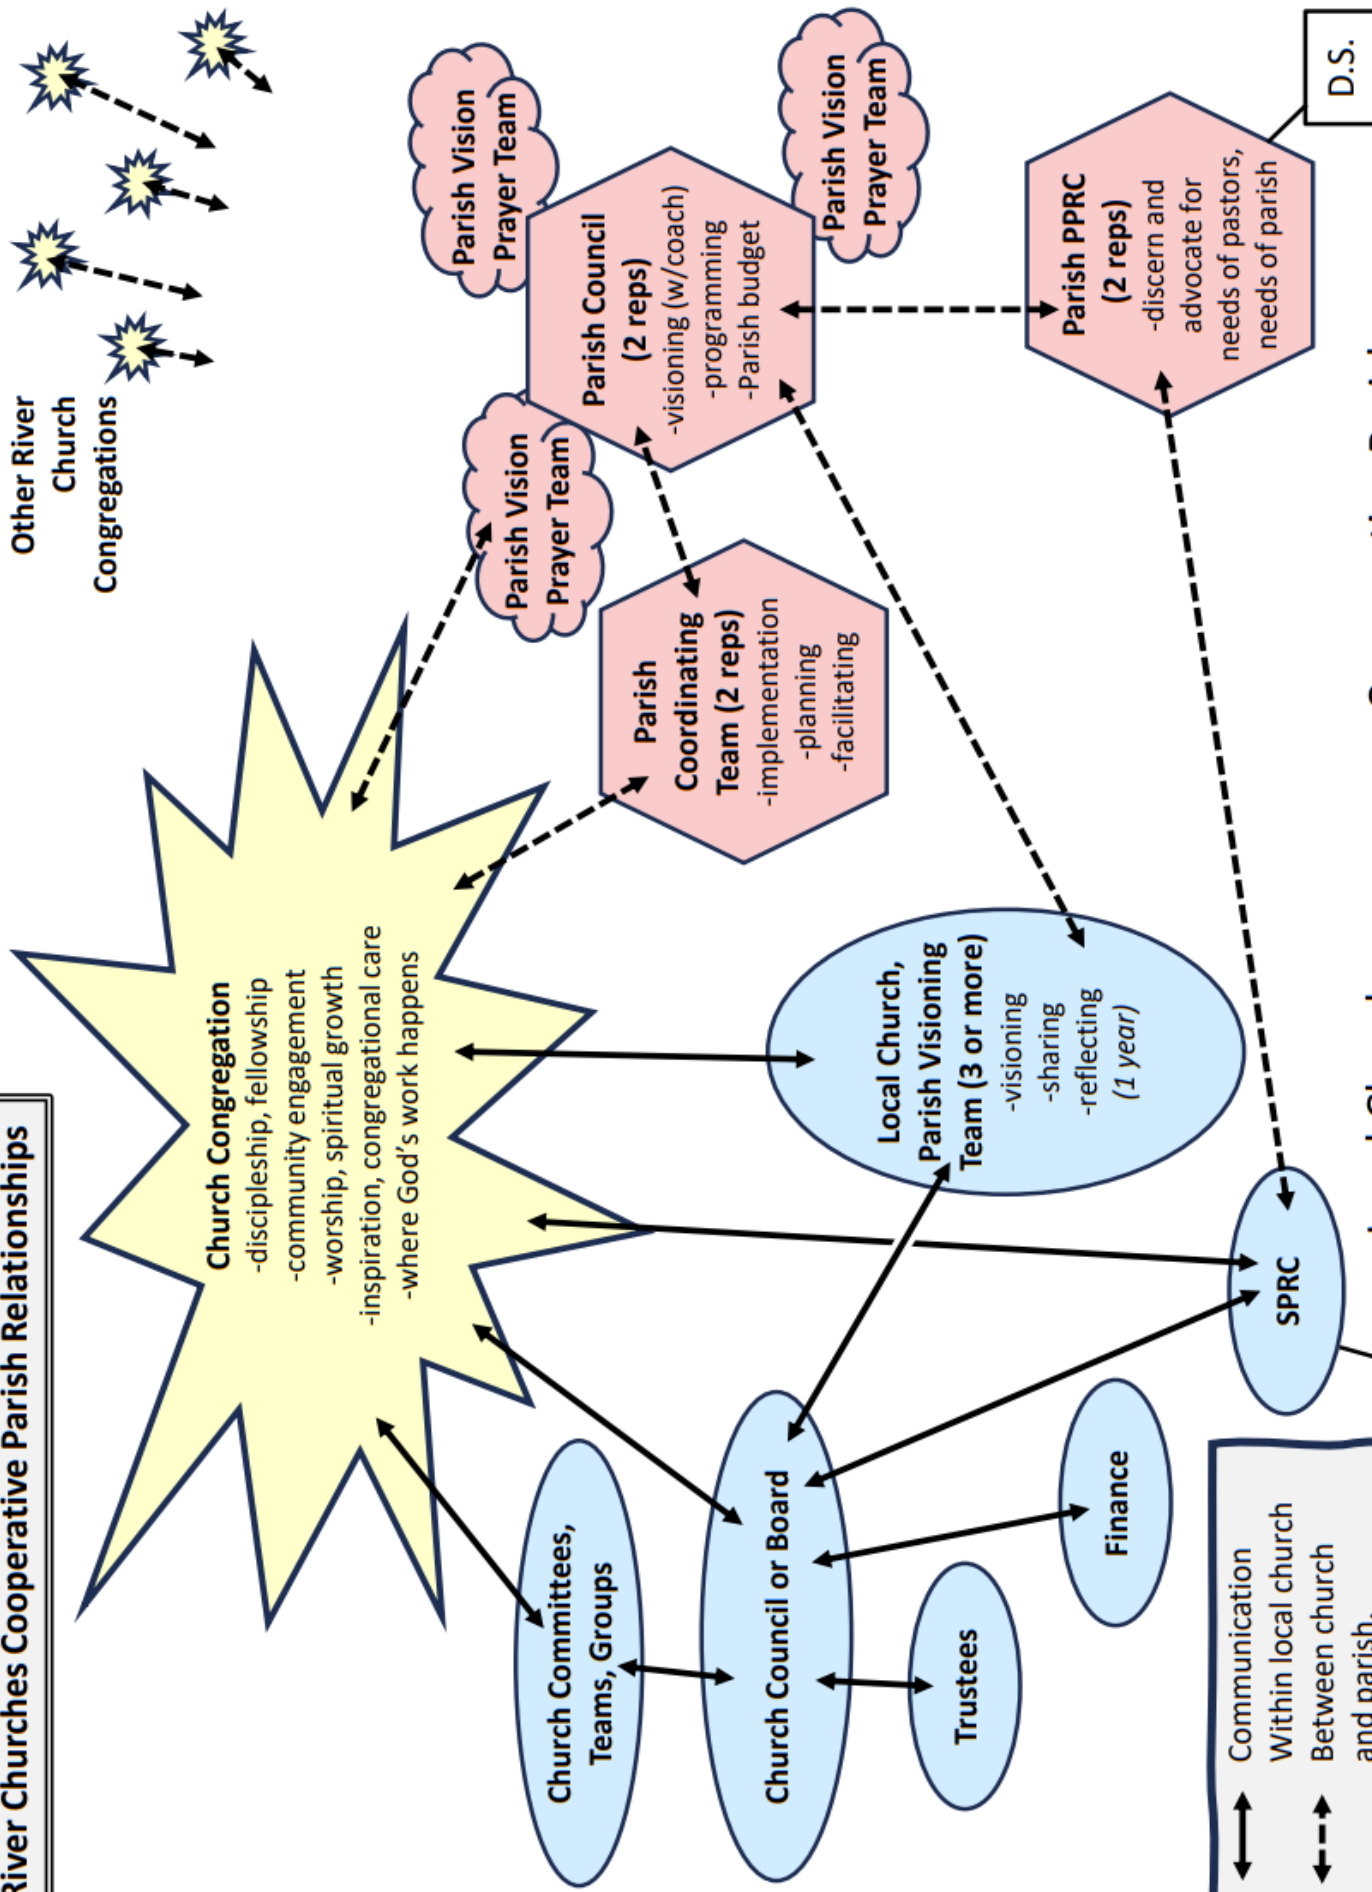 River Churches Cooperative Parish Relationships
Other River
Church
Congregations
Church Congregation
-discipleship, fellowship
-community engagement
-worship, spiritual growth
-inspiration, congregational care
-where God's work happens
Parish Vision
Prayer Team
Parish Vision
Prayer Team
Parish Vision
Prayer Team
Parish Council
(2 reps)
-visioning (w/coach)
-programming
-Parish budget
Parish
Coordinating
Team (2 reps)
-implementation
-planning
-facilitating
Church Committees,
Teams, Groups
Church Council or Board
Trustees
Finance
Local Church,
Parish Visioning
Team (3 or more)
-visioning
-sharing
-reflecting
(1 year)
SPRC
Parish PPRC
(2 reps)
-discern and
advocate for
needs of pastors,
needs of parish
D.S.
Communication
Within local church
Between church
and parish,